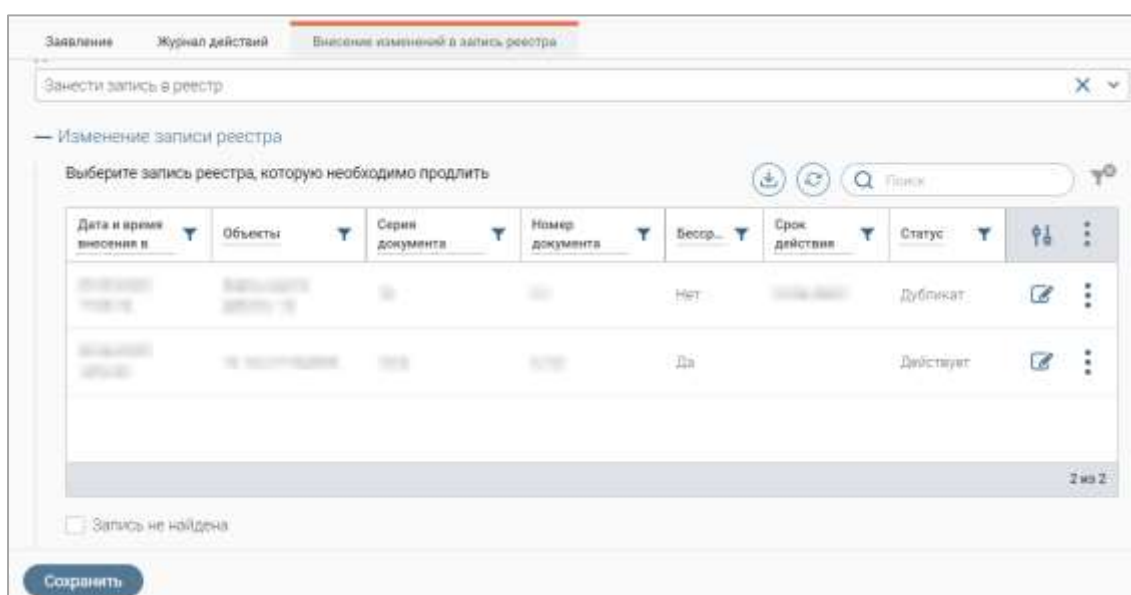 Заявление Журнал действий Внесение изменений в запись реестра
Занести запись в реестр
Изменение записи реестра
Выберите запись реестра, которую необходимо продлить
Поиск
Дата и время внесения в
Объекты
Серия документа
Номер документа
Бесср...
Срок действия
Статус
Нет Дубликат
Да Действует
2 из 2
Запись не найдена
Сохранить